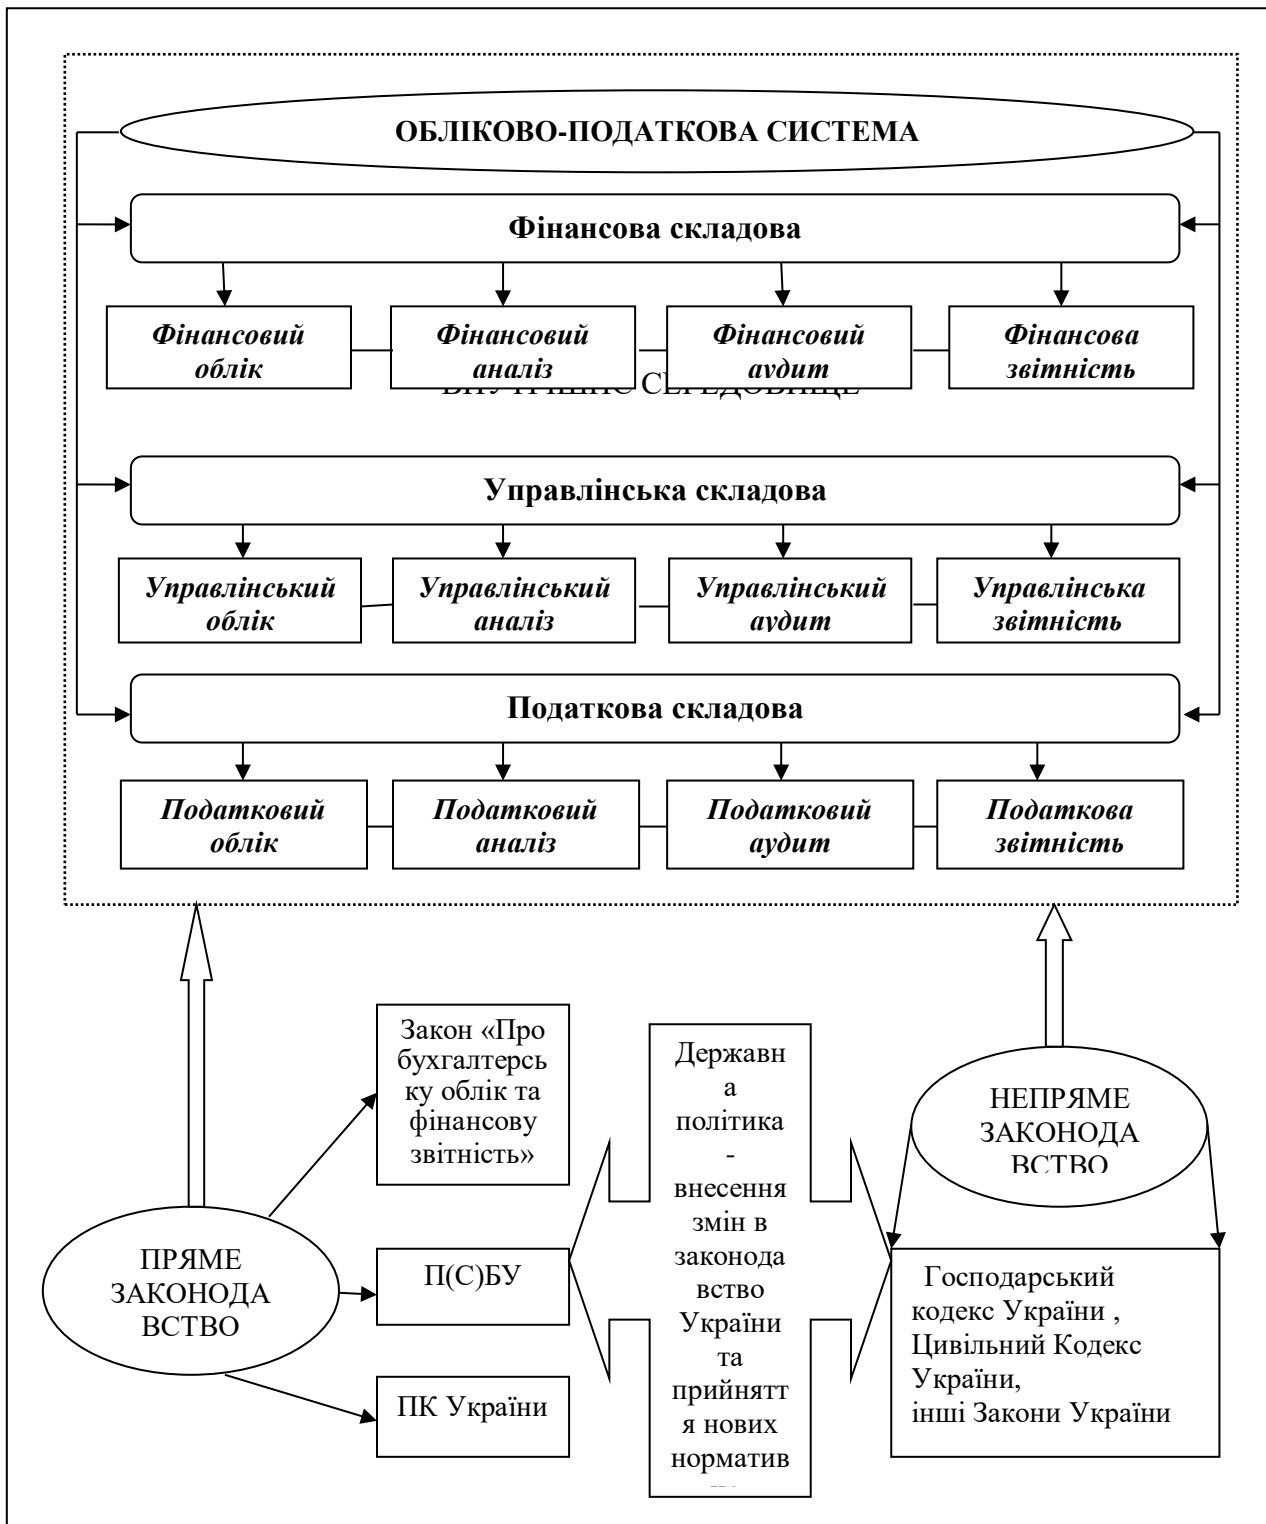 ОБЛІКОВО-ПОДАТКОВА СИСТЕМА
Фінансова складова
Фінансовий
облік
Фінансовий
аналіз
Фінансовий
аудит
Фінансова
звітність
СЕРЕДОВИЩЕ
Управлінська складова
Управлінський
облік
Управлінський
аналіз
Управлінський
аудит
Управлінська
звітність
Податкова складова
Податковий
облік
Податковий
аналіз
Податковий
аудит
Податкова
звітність
ПРЯМЕ
ЗАКОНОДА
ВСТВО
Закон «Про
бухгалтерсь
ку облік та
фінансову
звітність»
П(С)БУ
ПК України
Державн
а
політика
-
внесення
змін в
законода
вство
України
та
прийнятт
я нових
норматив
НЕПРЯМЕ
ЗАКОНОДА
ВСТВО
Господарський
кодекс України ,
Цивільний Кодекс
України,
інші Закони України